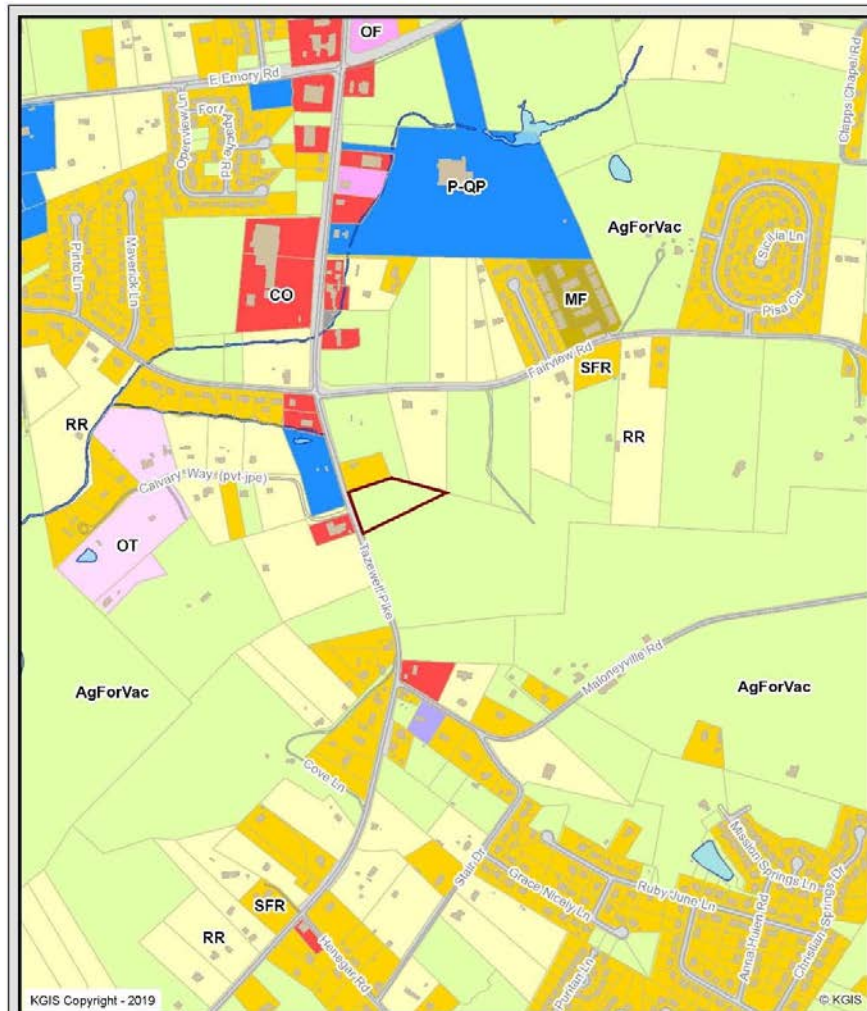 OF
E Emory Rd
Openview Ln
Fort
Apache Rd
Clapps Chapel Rd
P-QP
AgForVac
Sicilia Ln
Pinto Ln
Maverick Ln
CO
MF
Pisa Cir
Fairview Rd
SFR
RR
RR
Calvary Way (pvt-jpe)
OT
Tazewell Pike
Maloneyville Rd
AgForVac
AgForVac
Cove Ln
Stair Dr
Mission Springs Ln
Grace Nicely Ln
Ruby June Ln
SFR
RR
Henegar Rd
Anna Hulen Rd
Christian Springs Dr
Puritan Ln
KGIS Copyright - 2019
© KGIS